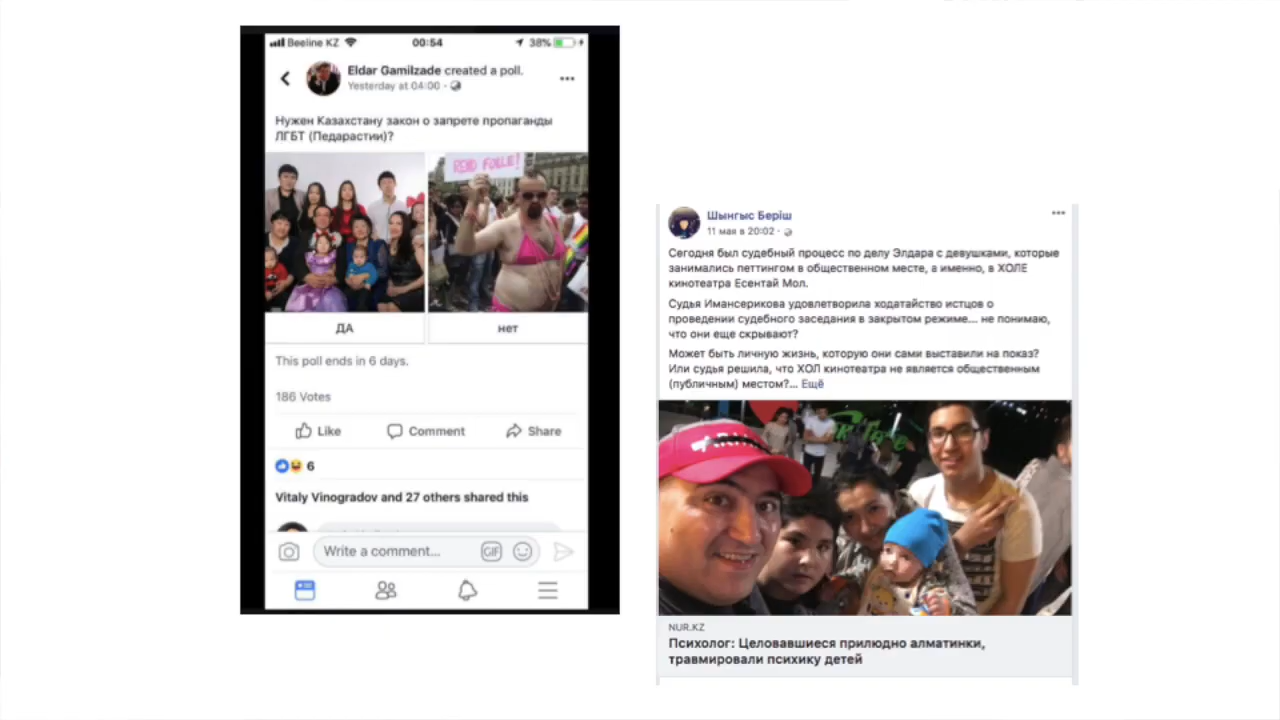 Beeline KZ
00:54
38%
Eldar Gamilzade created a poll.
Yesterday at 04:00 ·
Нужен Казахстану закон о запрете пропаганды
ЛГБТ (Педарастии)?
ДА
нет
This poll ends in 6 days.
186 Votes
Like
Comment
Share
6
Vitaly Vinogradov and 27 others shared this
Write a comment...
GIF
Шынгыс Беріш
11 мая в 20:02 ·
Сегодня был судебный процесс по делу Элдара с девушками, которые
занимались петтингом в общественном месте, а именно, в ХОЛЕ
кинотеатра Есентай Мол.
Судья Имансерикова удовлетворила ходатайство истцов о
проведении судебного заседания в закрытом режиме... не понимаю,
что они еще скрывают?
Может быть личную жизнь, которую они сами выставили на показ?
Или судья решила, что ХОЛ кинотеатра не является общественным
(публичным) местом?... Ещё
NUR.KZ
Психолог: Целовавшиеся прилюдно алматинки,
травмировали психику детей